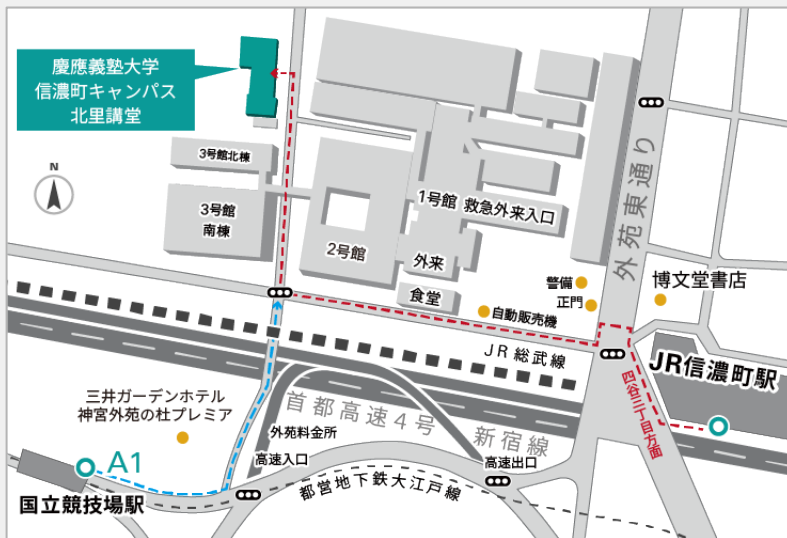 慶應義塾大学
信濃町キャンパス
北里講堂
N
3号館北棟
3号館
南棟
2号館
1号館
救急外来入口
外来
食堂
外苑東通り
警備
正門
自動販売機
博文堂書店
JR総武線
JR信濃町駅
四谷三丁目方面
三井ガーデンホテル
神宮外苑の杜プレミア
首都高速4号
新宿線
外苑料金所
高速入口
高速出口
A1
都営地下鉄大江戸線
国立競技場駅